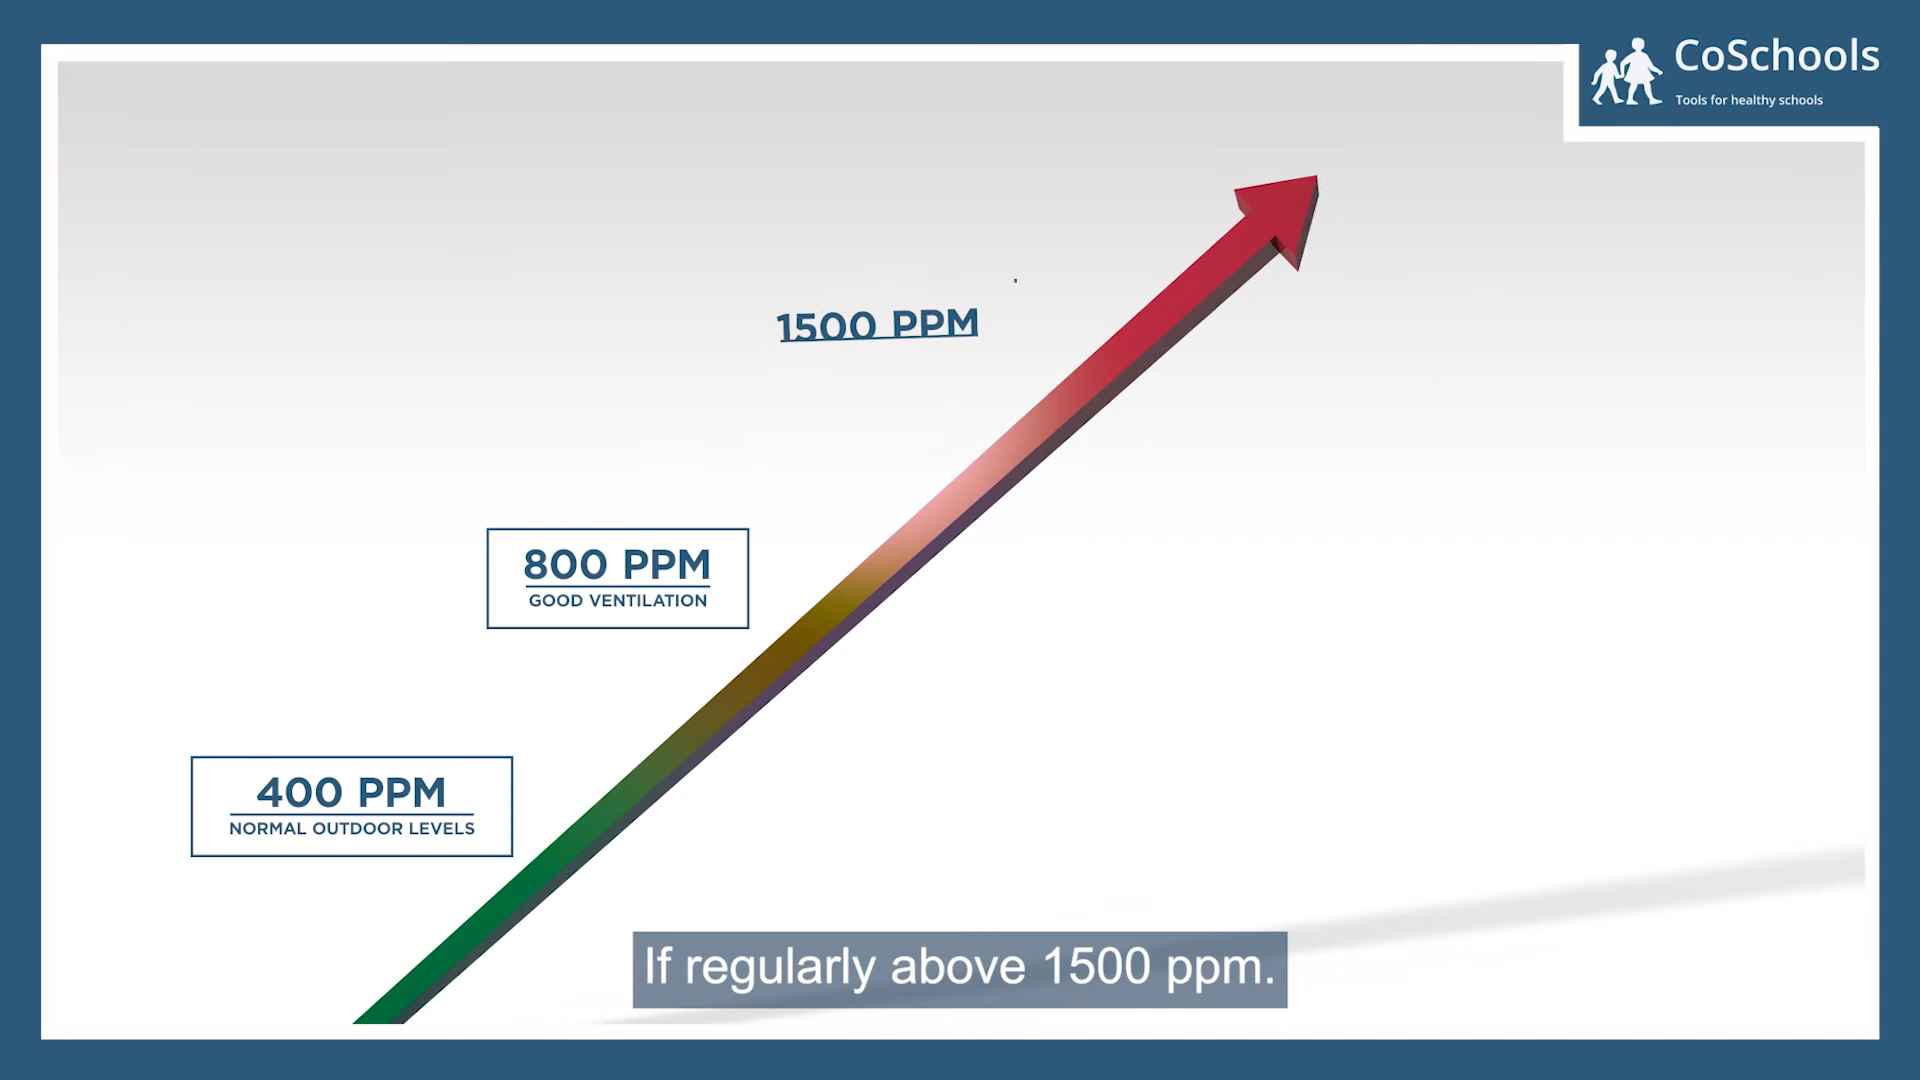 CoSchools
Tools for healthy schools
1500 PPM
800 PPM
GOOD VENTILATION
400 PPM
NORMAL OUTDOOR LEVELS
If regularly above 1500 ppm.